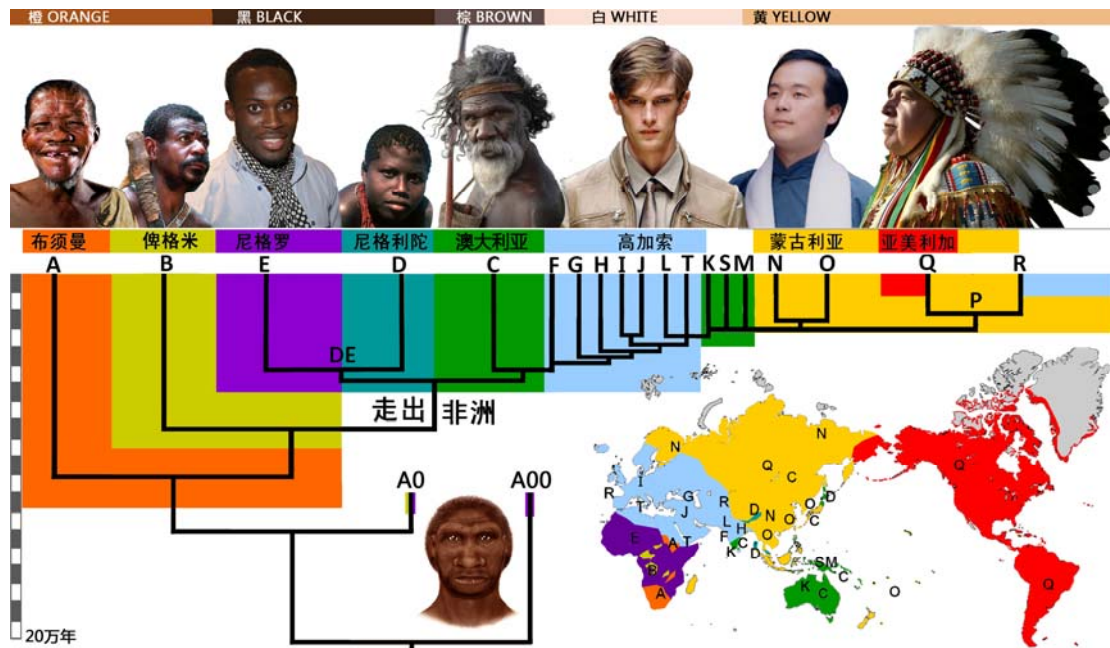 橙 ORANGE 黑 BLACK 棕 BROWN 白 WHITE 黄 YELLOW
布须曼 俾格米 尼格罗 尼格利陀 澳大利亚 高加索 蒙古利亚 亚美利加
A B E D C F G H I J L T K S M N O Q R
P
DE
走出 非洲
A0 A00
20万年
N N
Q C
I
R G R D O D
T J L N O C
F H O
E A T K C D
B SM
C
K C O
A
Q
Q